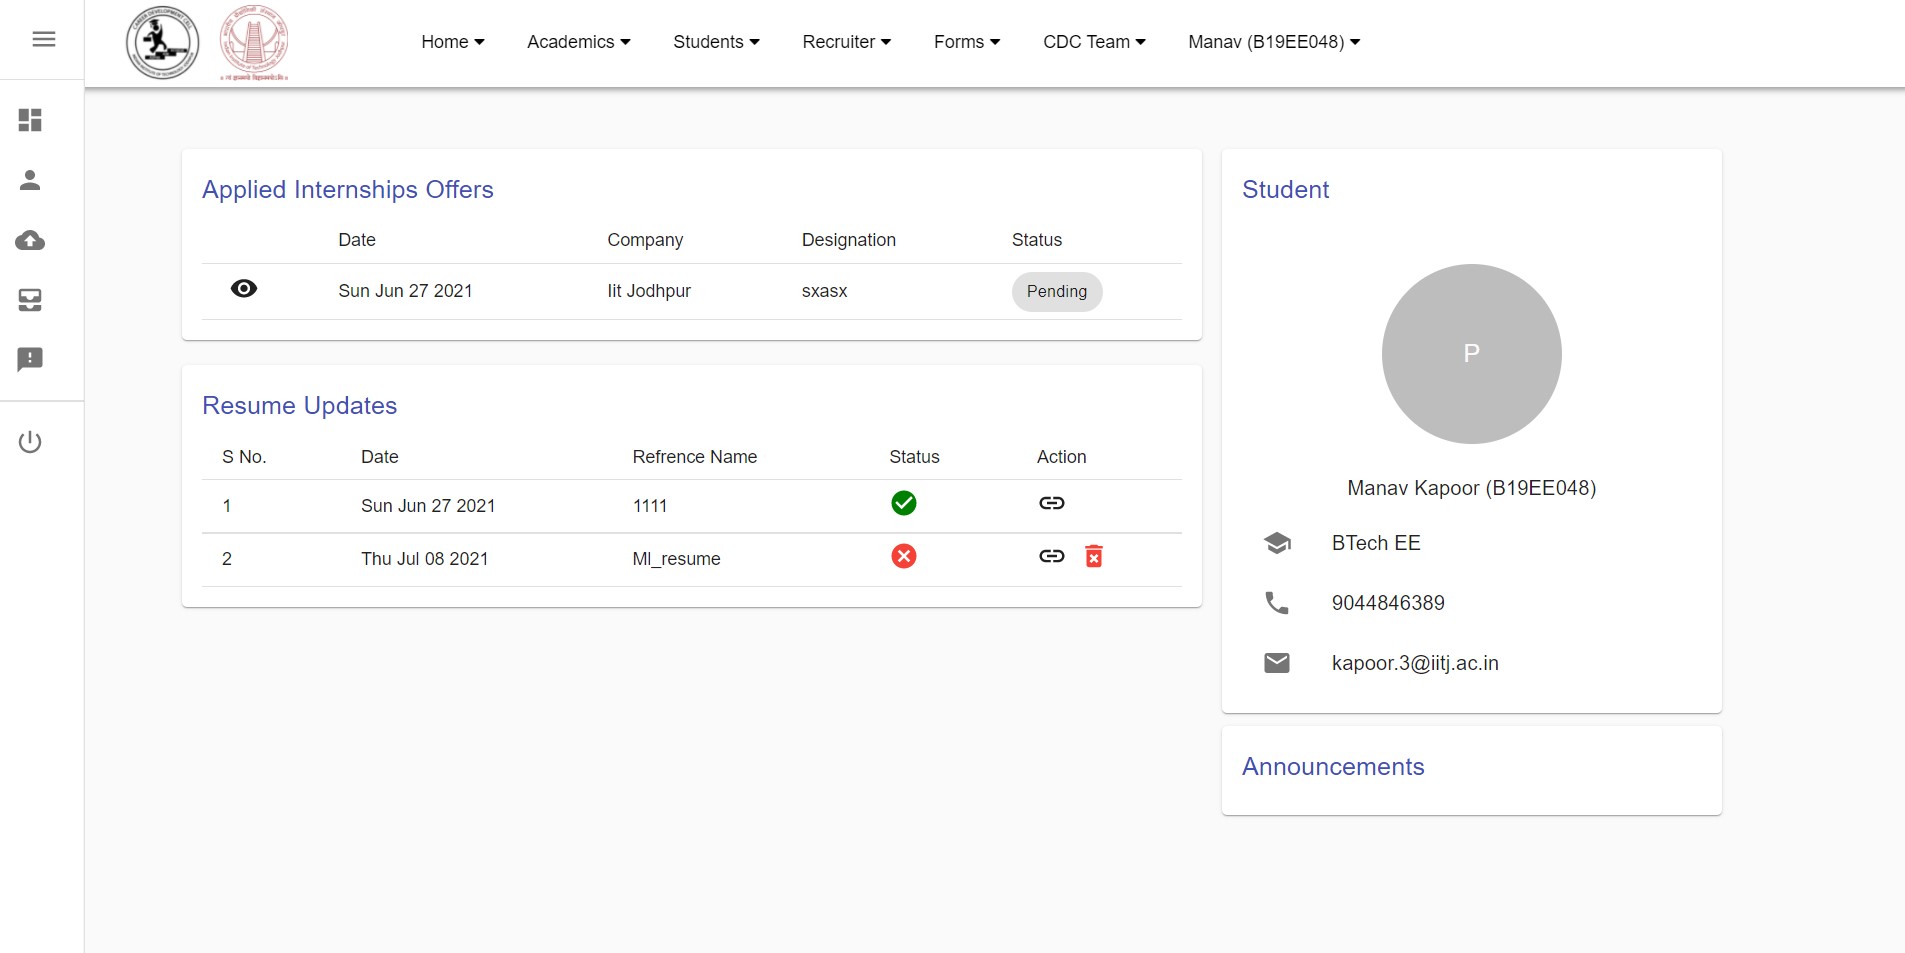 Home
Academics
Students
Recruiter
Forms
CDC Team
Manav (B19EE048)
Applied Internships Offers
Date Company Designation Status
Sun Jun 27 2021 Iit Jodhpur sxasx Pending
Resume Updates
S No. Date Refrence Name Status Action
1 Sun Jun 27 2021 1111
2 Thu Jul 08 2021 Ml_resume
Student
P
Manav Kapoor (B19EE048)
BTech EE
9044846389
kapoor.3@iitj.ac.in
Announcements